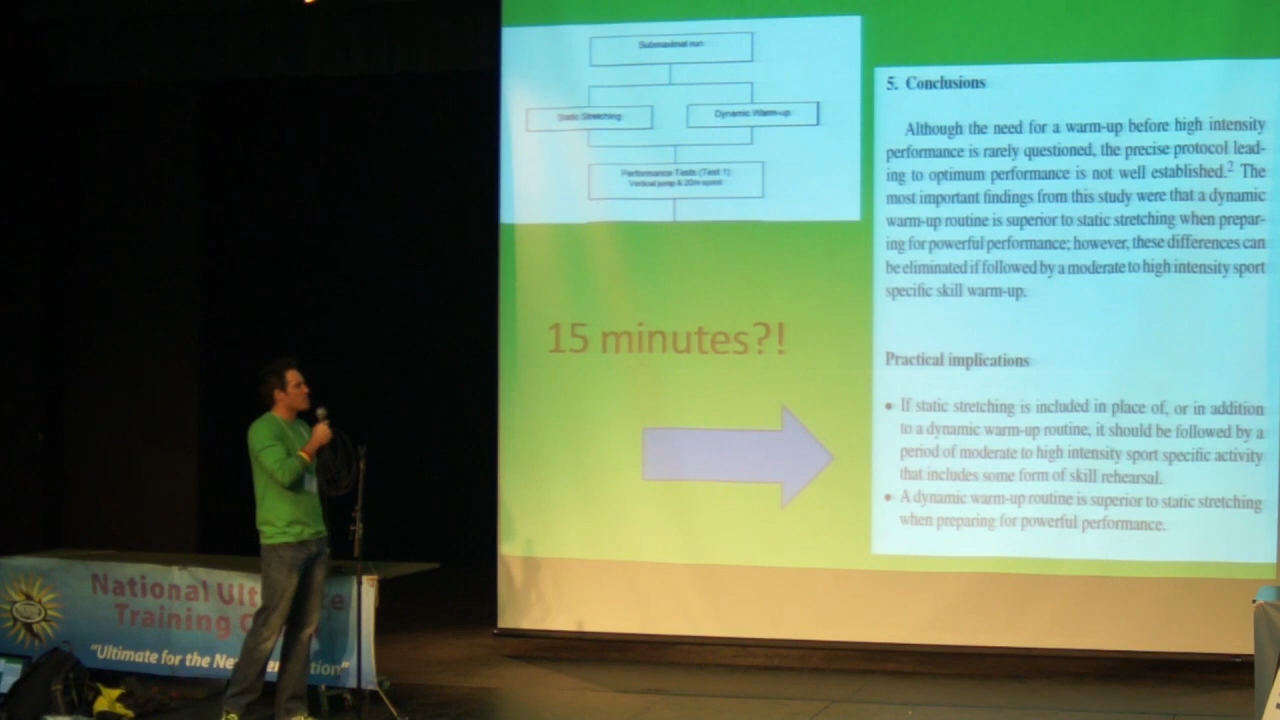 Submaximal run
Static Stretching
Dynamic Warm-up
Performance Tests (Test 1)
Vertical jump & 20m sprint
15 minutes?!
5. Conclusions
Although the need for a warm-up before high intensity
performance is rarely questioned, the precise protocol lead-
ing to optimum performance is not well established.2 The
most important findings from this study were that a dynamic
warm-up routine is superior to static stretching when prepar-
ing for powerful performance; however, these differences can
be eliminated if followed by a moderate to high intensity sport
specific skill warm-up.
Practical implications
• If static stretching is included in place of, or in addition
to a dynamic warm-up routine, it should be followed by a
period of moderate to high intensity sport specific activity
that includes some form of skill rehearsal.
• A dynamic warm-up routine is superior to static stretching
when preparing for powerful performance.
National Ult
Training
"Ultimate for the